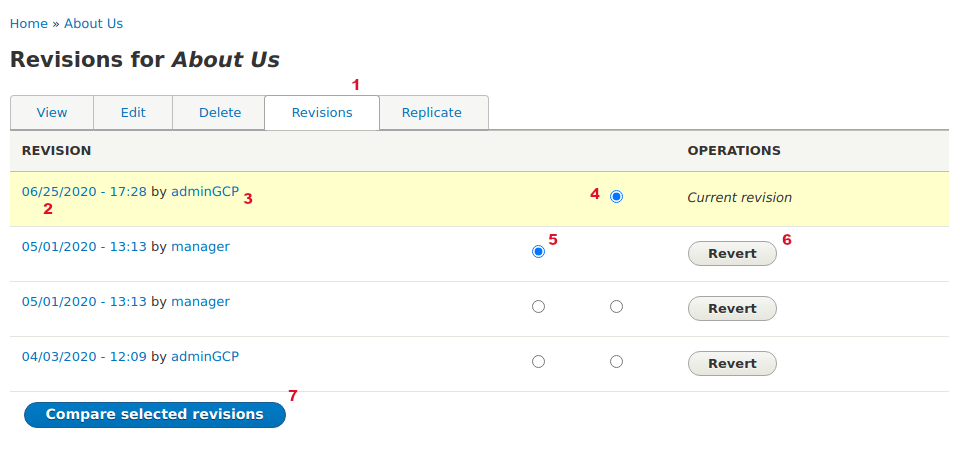 Home » About Us
Revisions for About Us
1
View Edit Delete Revisions Replicate
REVISION OPERATIONS
06/25/2020 - 17:28 by adminGCP 3 4 Current revision
2
05/01/2020 - 13:13 by manager 5 Revert 6
05/01/2020 - 13:13 by manager Revert
04/03/2020 - 12:09 by adminGCP Revert
7
Compare selected revisions